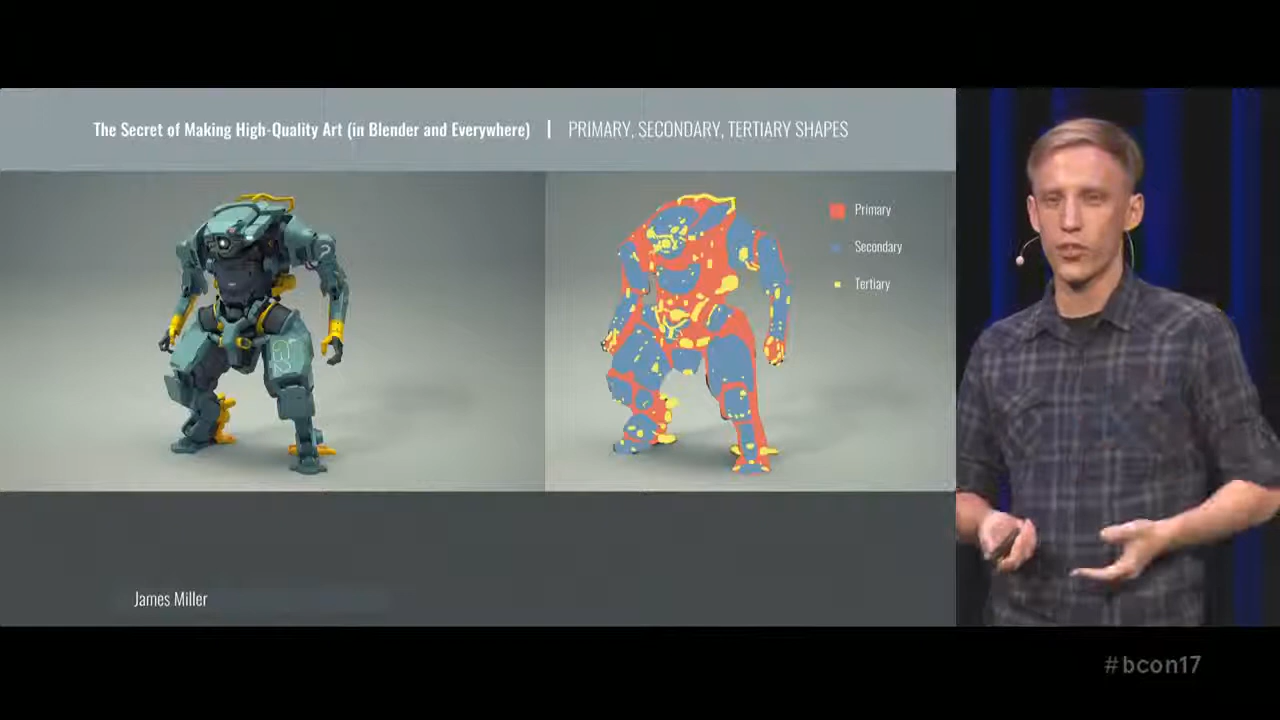 The Secret of Making High-Quality Art (in Blender and Everywhere) | PRIMARY, SECONDARY, TERTIARY SHAPES
Primary
Secondary
Tertiary
James Miller
#bcon17